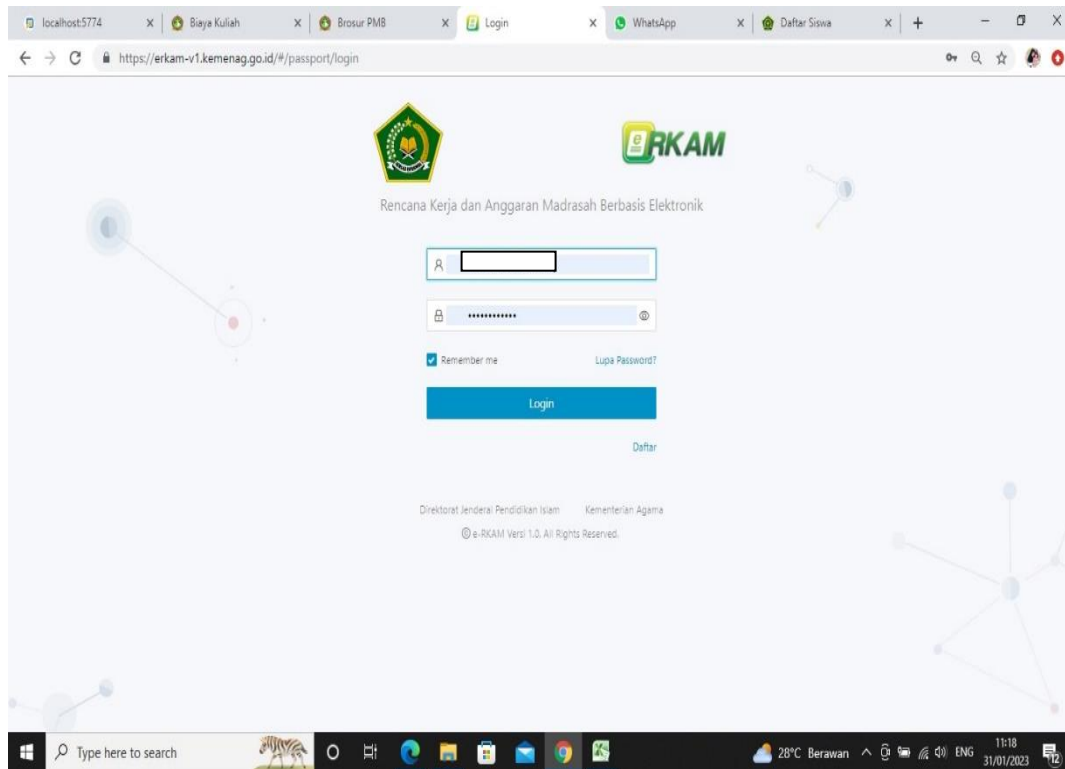 localhost:5774
Biaya Kuliah
Brosur PMB
Login
WhatsApp
Daftar Siswa
https://erkam-v1.kemenag.go.id/#/passport/login
eRKAM
Rencana Kerja dan Anggaran Madrasah Berbasis Elektronik
Remember me Lupa Password?
Login
Daftar
Direktorat Jenderal Pendidikan Islam Kementerian Agama
© e-RKAM Versi 1.0. All Rights Reserved.
Type here to search
28°C Berawan
ENG
11:18
31/01/2023
12